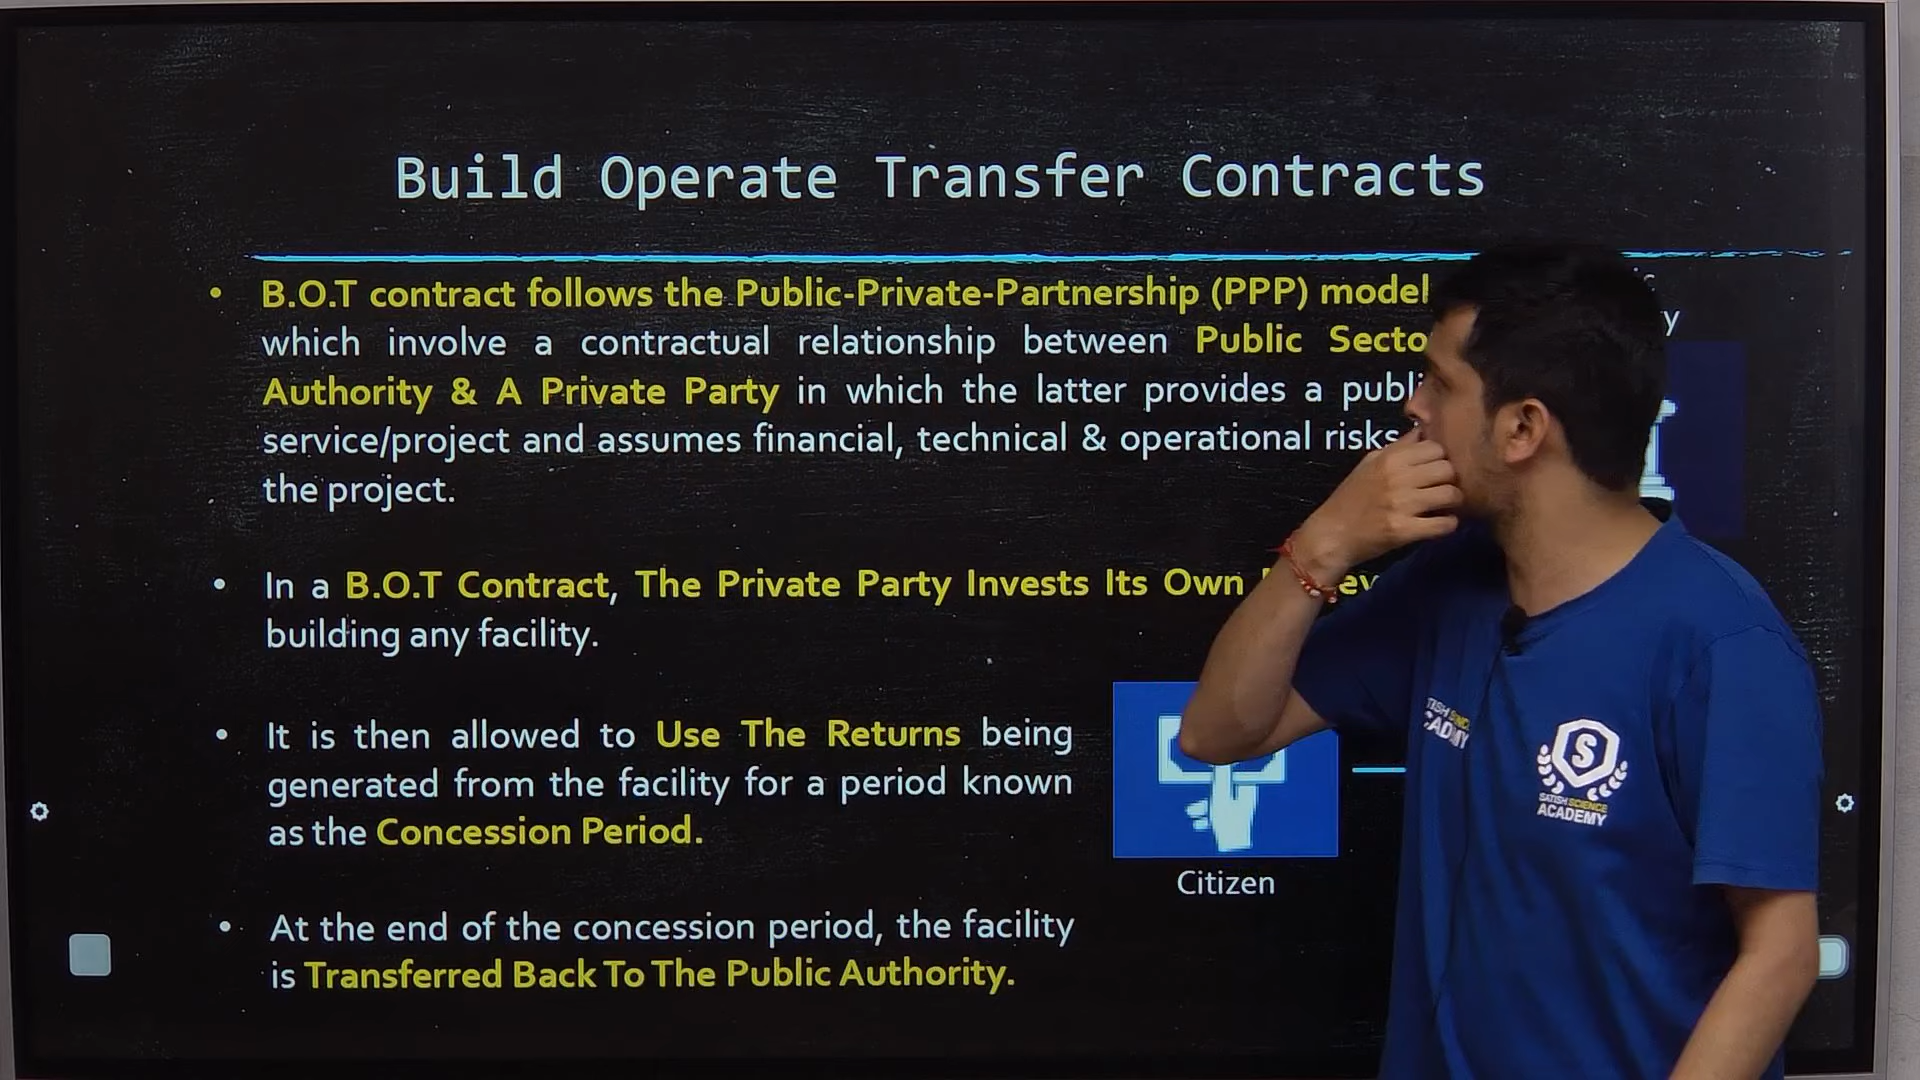 Build Operate Transfer Contracts
• B.O.T contract follows the Public-Private-Partnership (PPP) model
which involve a contractual relationship between Public
Authority & A Private Party in which the latter provides a
service/project and assumes financial, technical & operational risks
the project.
• In a B.O.T Contract, The Private Party Invests Its Own
building any facility.
• It is then allowed to Use The Returns being
generated from the facility for a period known
as the Concession Period.
• At the end of the concession period, the facility
is Transferred Back To The Public Authority.
Citizen
S
SATISH SCIENCE
ACADEMY